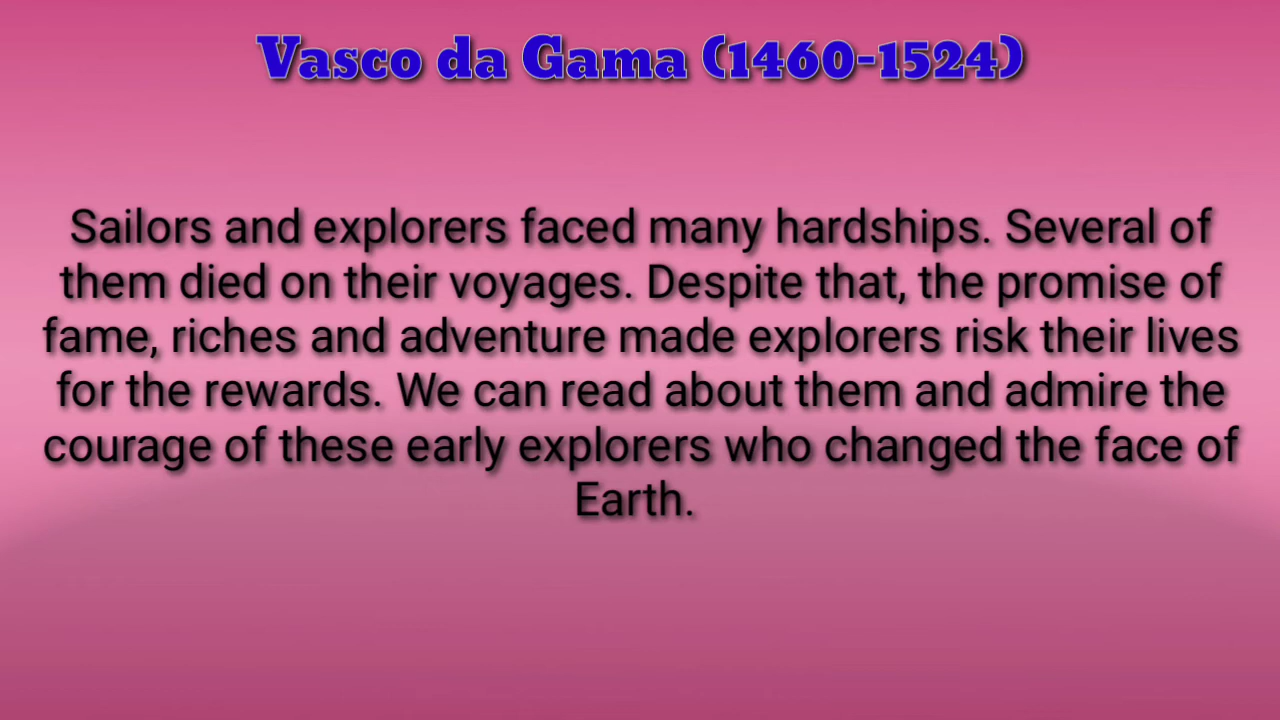 Vasco da Gama (1460-1524)
Sailors and explorers faced many hardships. Several of
them died on their voyages. Despite that, the promise of
fame, riches and adventure made explorers risk their lives
for the rewards. We can read about them and admire the
courage of these early explorers who changed the face of
Earth.